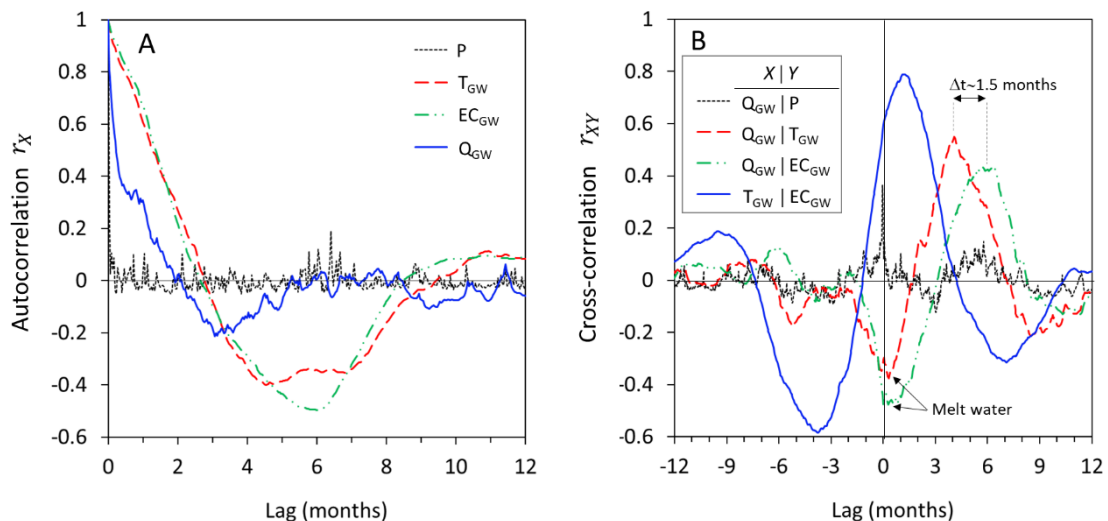 A
1
0.8
0.6
0.4
0.2
0
-0.2
-0.4
-0.6
0 2 4 6 8 10 12
Autocorrelation r_X
Lag (months)
P
T_GW
EC_GW
Q_GW
B
1
0.8
0.6
0.4
0.2
0
-0.2
-0.4
-0.6
-12 -9 -6 -3 0 3 6 9 12
Cross-correlation r_XY
Lag (months)
X | Y
Q_GW | P
Q_GW | T_GW
Q_GW | EC_GW
T_GW | EC_GW
Δt~1.5 months
Melt water